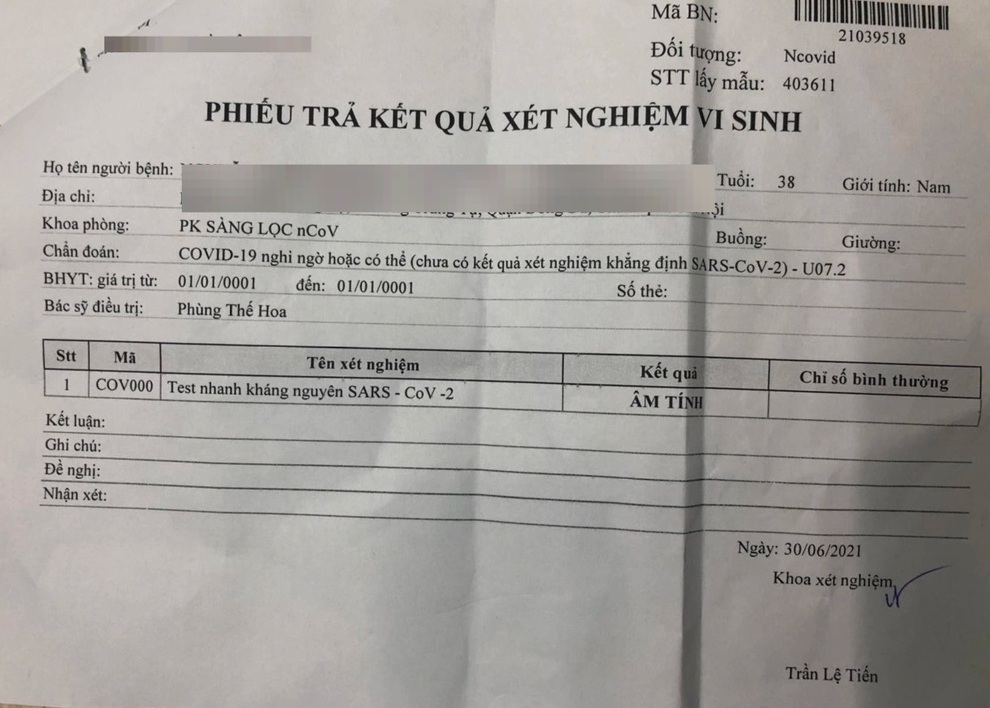 Mã BN:
21039518
Đối tượng: Ncovid
STT lấy mẫu: 403611
PHIẾU TRẢ KẾT QUẢ XÉT NGHIỆM VI SINH
Họ tên người bệnh: Tuổi: 38 Giới tính: Nam
Địa chỉ:
Khoa phòng: PK SÀNG LỌC nCoV Buồng: Giường:
Chẩn đoán: COVID-19 nghi ngờ hoặc có thể (chưa có kết quả xét nghiệm khẳng định SARS-CoV-2) - U07.2
BHYT: giá trị từ: 01/01/0001 đến: 01/01/0001 Số thẻ:
Bác sỹ điều trị: Phùng Thế Hoa
Stt Mã Tên xét nghiệm Kết quả Chỉ số bình thường
1 COV000 Test nhanh kháng nguyên SARS - CoV -2 ÂM TÍNH
Kết luận:
Ghi chú:
Đề nghị:
Nhận xét:
Ngày: 30/06/2021
Khoa xét nghiệm
Trần Lệ Tiến